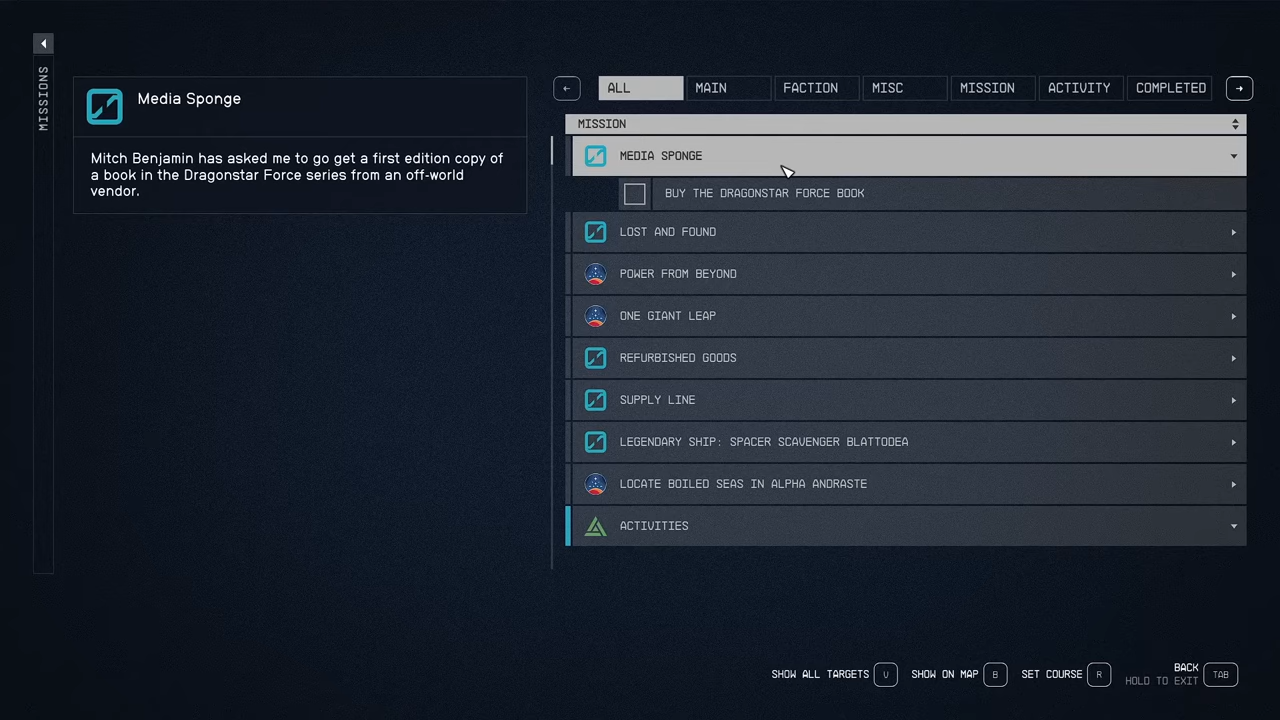 MISSIONS
Media Sponge
Mitch Benjamin has asked me to go get a first edition copy of
a book in the Dragonstar Force series from an off-world
vendor.
ALL MAIN FACTION MISC MISSION ACTIVITY COMPLETED
MISSION
MEDIA SPONGE
BUY THE DRAGONSTAR FORCE BOOK
LOST AND FOUND
POWER FROM BEYOND
ONE GIANT LEAP
REFURBISHED GOODS
SUPPLY LINE
LEGENDARY SHIP: SPACER SCAVENGER BLATTODEA
LOCATE BOILED SEAS IN ALPHA ANDRASTE
ACTIVITIES
SHOW ALL TARGETS V SHOW ON MAP B SET COURSE R BACK TAB
HOLD TO EXIT